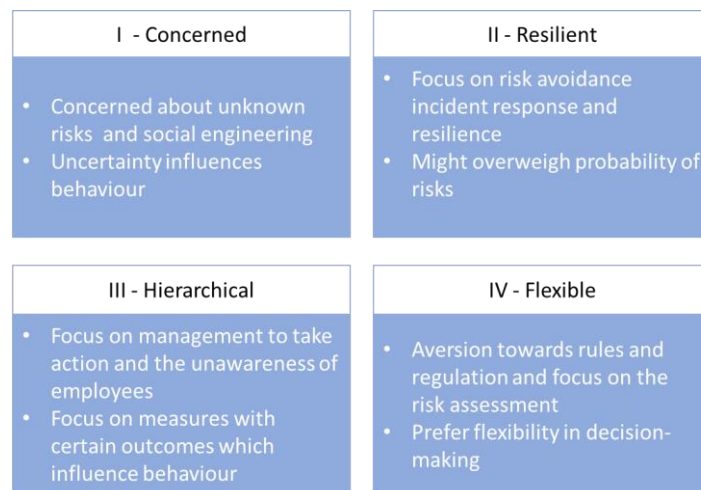 I - Concerned
• Concerned about unknown
risks and social engineering
• Uncertainty influences
behaviour
II - Resilient
• Focus on risk avoidance
incident response and
resilience
• Might overweigh probability of
risks
III - Hierarchical
• Focus on management to take
action and the unawareness of
employees
• Focus on measures with
certain outcomes which
influence behaviour
IV - Flexible
• Aversion towards rules and
regulation and focus on the
risk assessment
• Prefer flexibility in decision-
making